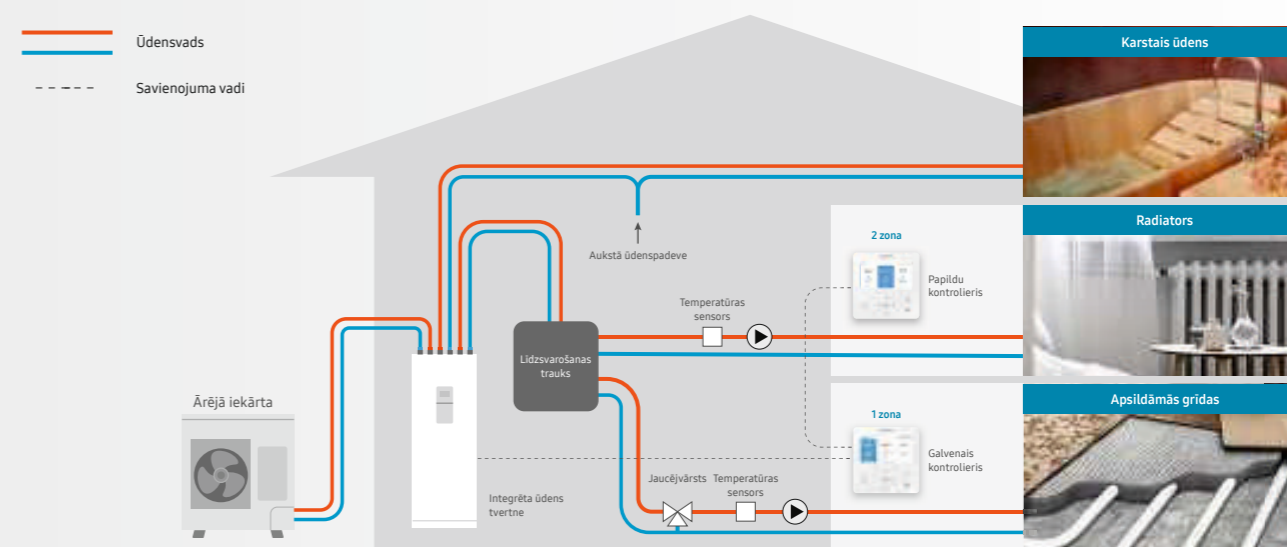 Ūdensvads
Savienojuma vadi
Karstais ūdens
Aukstā ūdenspadeve
Radiators
2 zona
Papildu
kontrolieris
Temperatūras
sensors
Līdzsvarošanas
trauks
Ārējā iekārta
Apsildāmās grīdas
1 zona
Galvenais
kontrolieris
Jaucējvārsts
Temperatūras
sensors
Integrēta ūdens
tvertne